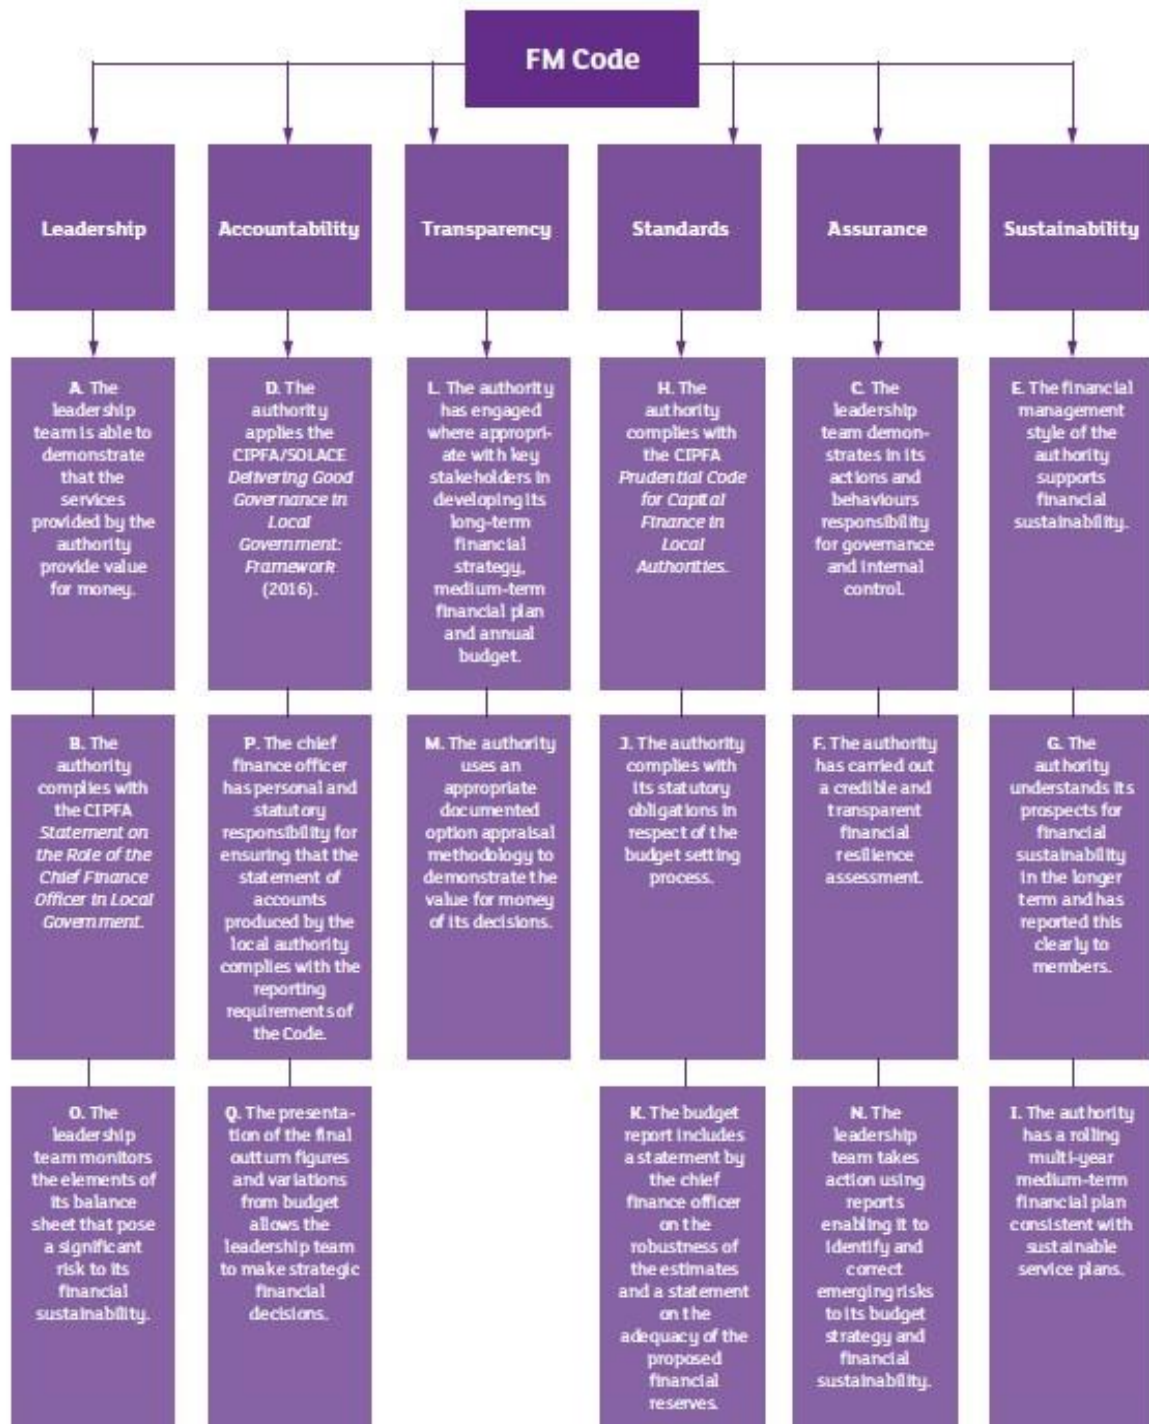 FM Code
Leadership
Accountability
Transparency
Standards
Assurance
Sustainability
A. The
leadership
team is able to
demonstrate
that the
services
provided by the
authority
provide value
for money.
D. The
authority
applies the
CIPFA/SOLACE
Delivering Good
Governance in
Local
Government:
Framework
(2016).
L. The authority
has engaged
where appropri-
ate with key
stakeholders in
developing its
long-term
financial
strategy,
medium-term
financial plan
and annual
budget.
H. The
authority
complies with
the CIPFA
Prudential Code
for Capital
Finance in
Local
Authorities.
C. The
leadership
team demon-
strates in its
actions and
behaviours
responsibility
for governance
and internal
control.
E. The financial
management
style of the
authority
supports
financial
sustainability.
B. The
authority
complies with
the CIPFA
Statement on
the Role of the
Chief Finance
Officer in Local
Government.
P. The chief
finance officer
has personal and
statutory
responsibility for
ensuring that the
statement of
accounts
produced by the
local authority
complies with the
reporting
requirements of
the Code.
M. The authority
uses an
appropriate
documented
option appraisal
methodology to
demonstrate the
value for money
of its decisions.
J. The authority
complies with
its statutory
obligations in
respect of the
budget setting
process.
F. The authority
has carried out
a credible and
transparent
financial
resilience
assessment.
G. The
authority
understands its
prospects for
financial
sustainability
in the longer
term and has
reported this
clearly to
members.
O. The
leadership
team monitors
the elements of
its balance
sheet that pose
a significant
risk to its
financial
sustainability.
Q. The presenta-
tion of the final
outturn figures
and variations
from budget
allows the
leadership team
to make strategic
financial
decisions.
K. The budget
report includes
a statement by
the chief
finance officer
on the
robustness of
the estimates
and a statement
on the
adequacy of the
proposed
financial
reserves.
N. The
leadership
team takes
action using
reports
enabling it to
identify and
correct
emerging risks
to its budget
strategy and
financial
sustainability.
I. The authority
has a rolling
multi-year
medium-term
financial plan
consistent with
sustainable
service plans.